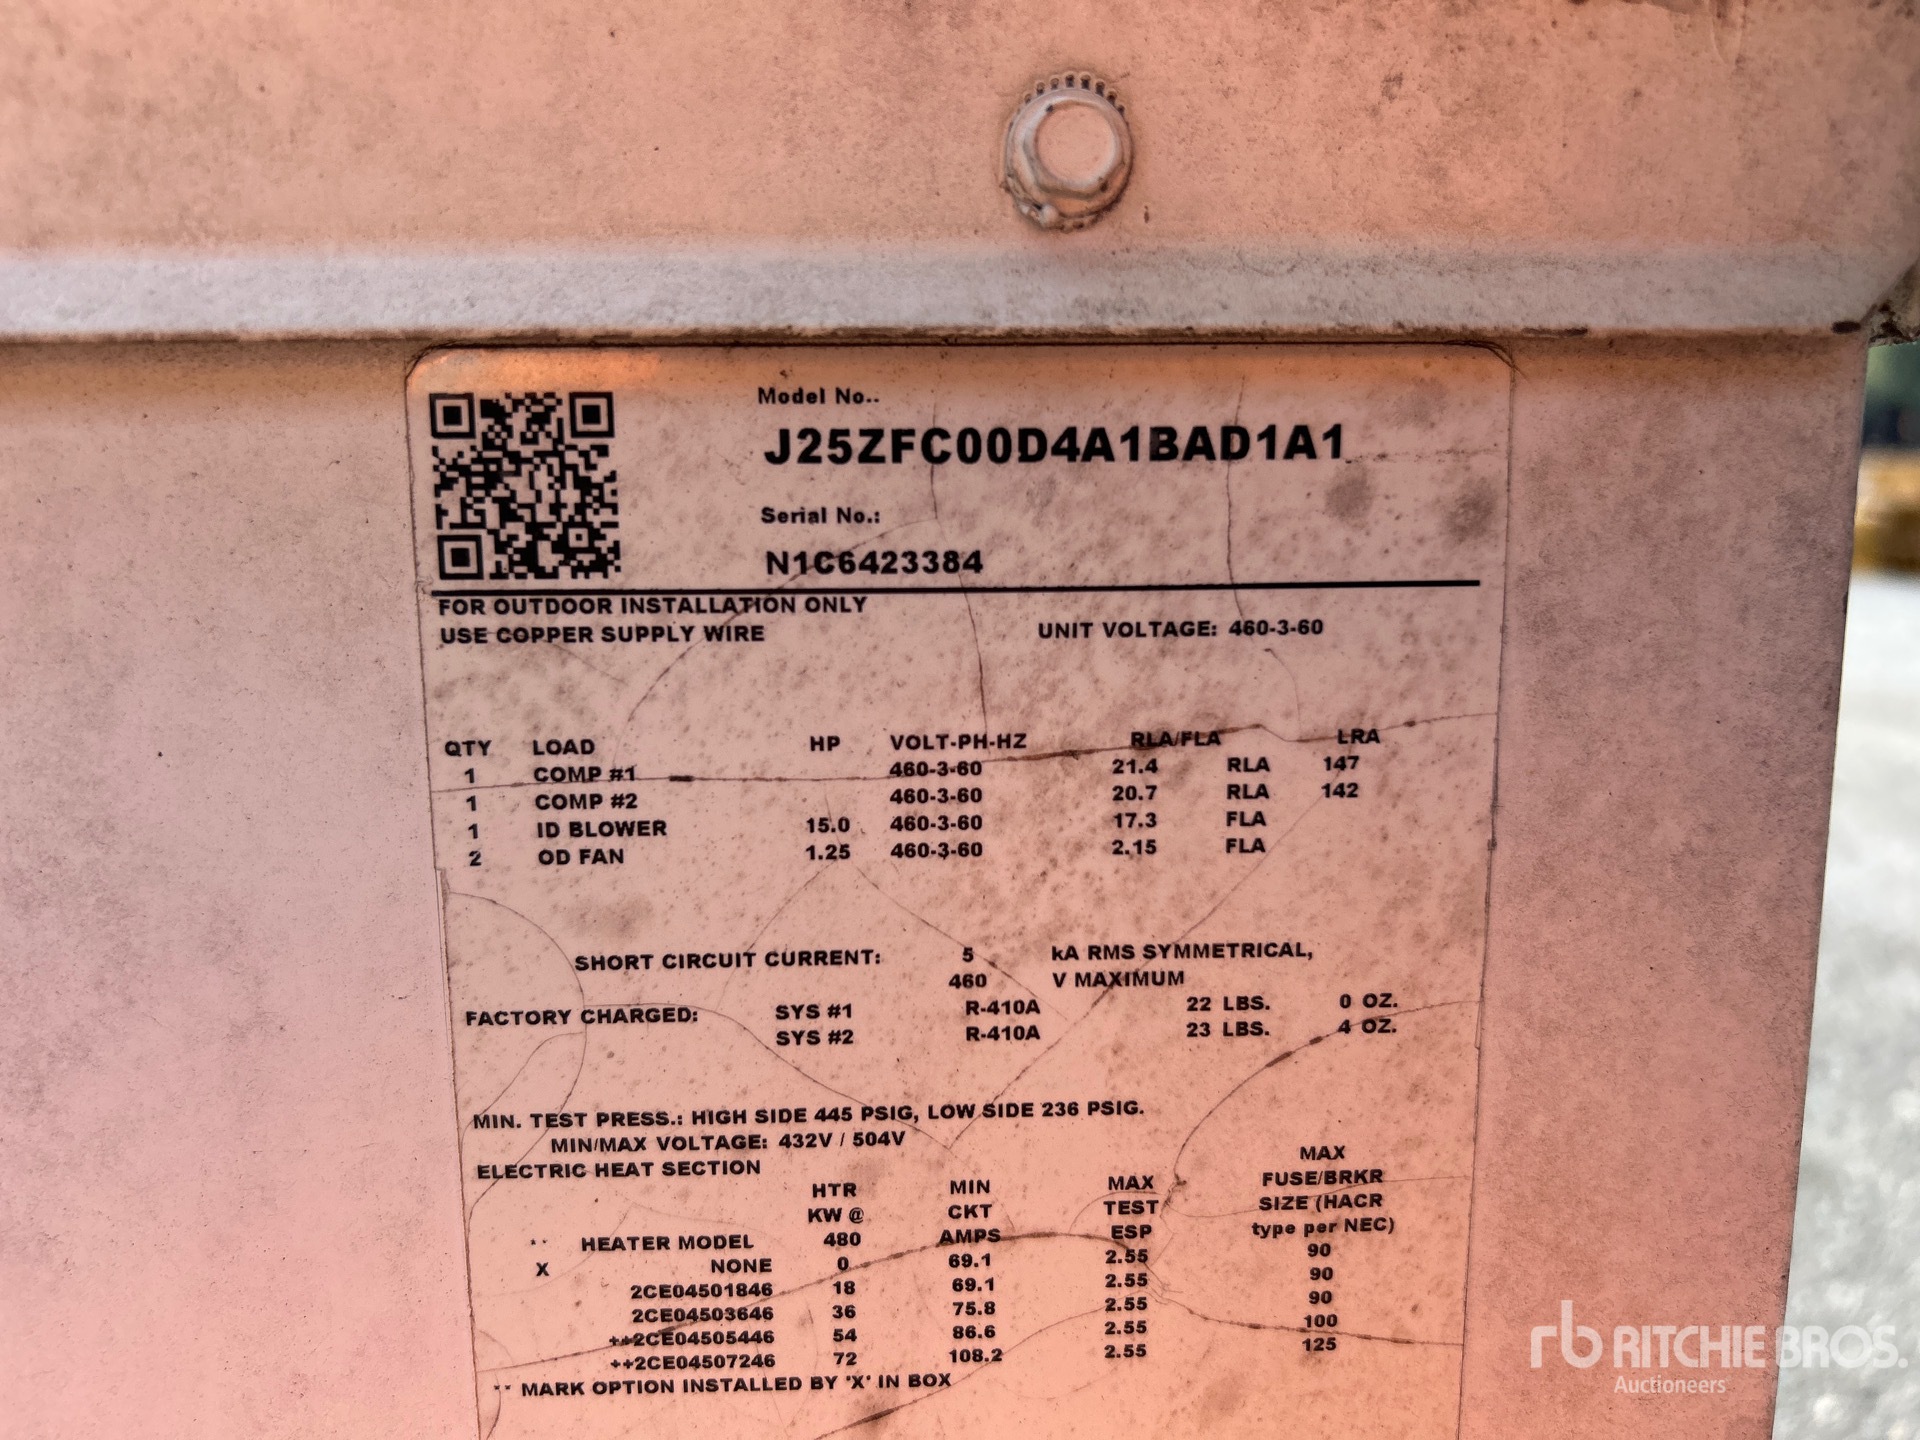 Model No..
J25ZFC00D4A1BAD1A1
Serial No.:
N1C6423384
FOR OUTDOOR INSTALLATION ONLY
USE COPPER SUPPLY WIRE UNIT VOLTAGE: 460-3-60
QTY LOAD HP VOLT-PH-HZ RLA/FLA LRA
1 COMP #1 460-3-60 21.4 RLA 147
1 COMP #2 460-3-60 20.7 RLA 142
1 ID BLOWER 15.0 460-3-60 17.3 FLA
2 OD FAN 1.25 460-3-60 2.15 FLA
SHORT CIRCUIT CURRENT: 5 kA RMS SYMMETRICAL,
460 V MAXIMUM
FACTORY CHARGED: SYS #1 R-410A 22 LBS. 0 OZ.
SYS #2 R-410A 23 LBS. 4 OZ.
MIN. TEST PRESS.: HIGH SIDE 445 PSIG, LOW SIDE 236 PSIG.
MIN/MAX VOLTAGE: 432V / 504V
ELECTRIC HEAT SECTION MAX
HTR MIN MAX FUSE/BRKR
KW @ CKT TEST SIZE (HACR
** HEATER MODEL 480 AMPS ESP type per NEC)
X NONE 0 69.1 2.55 90
2CE04501846 18 69.1 2.55 90
2CE04503646 36 75.8 2.55 90
++2CE04505446 54 86.6 2.55 100
++2CE04507246 72 108.2 2.55 125
** MARK OPTION INSTALLED BY 'X' IN BOX
rb RITCHIE BROS.
Auctioneers